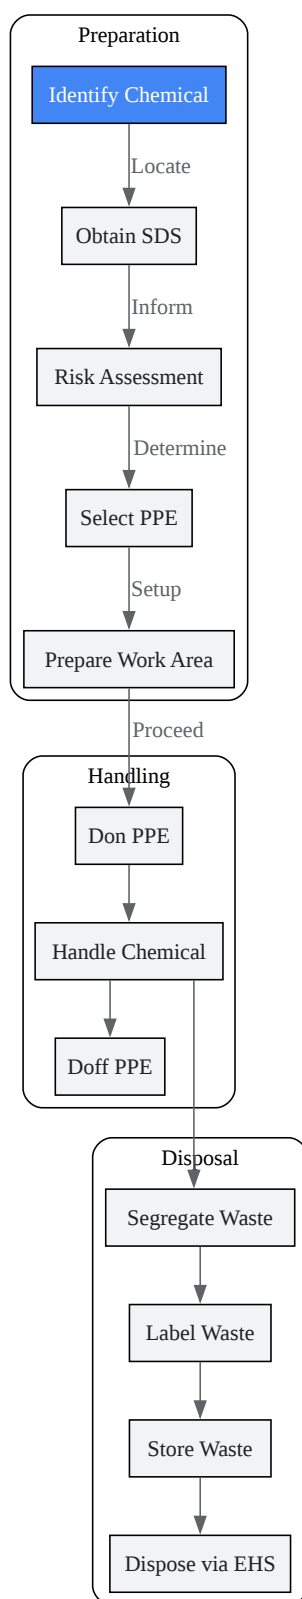 Preparation
Identify Chemical
Locate
Obtain SDS
Inform
Risk Assessment
Determine
Select PPE
Setup
Prepare Work Area
Proceed
Handling
Don PPE
Handle Chemical
Doff PPE
Disposal
Segregate Waste
Label Waste
Store Waste
Dispose via EHS